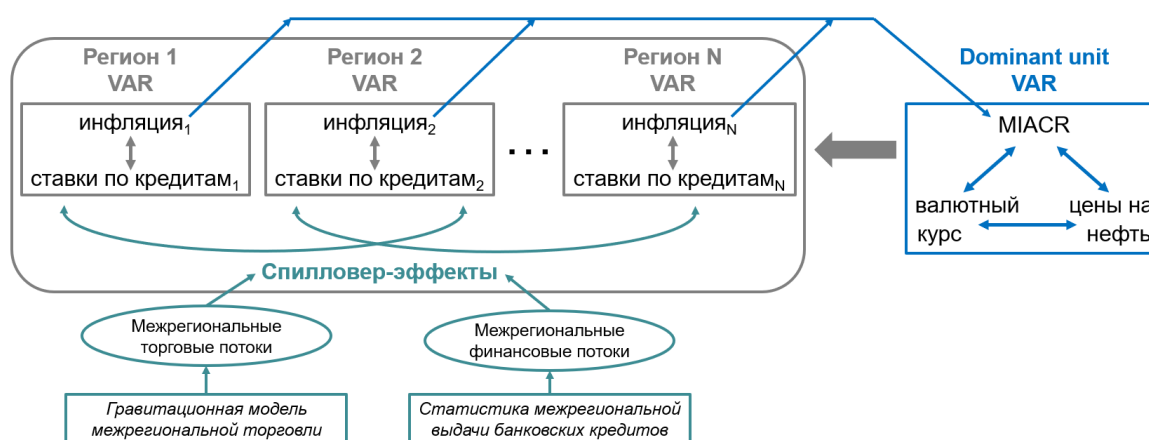 Регион 1
VAR
Регион 2
VAR
Регион N
VAR
Dominant unit
VAR
инфляция1
ставки по кредитам1
инфляция2
ставки по кредитам2
...
инфляцияN
ставки по кредитамN
MIACR
валютный
курс
цены на
нефть
Спилловер-эффекты
Межрегиональные
торговые потоки
Межрегиональные
финансовые потоки
Гравитационная модель
межрегиональной торговли
Статистика межрегиональной
выдачи банковских кредитов